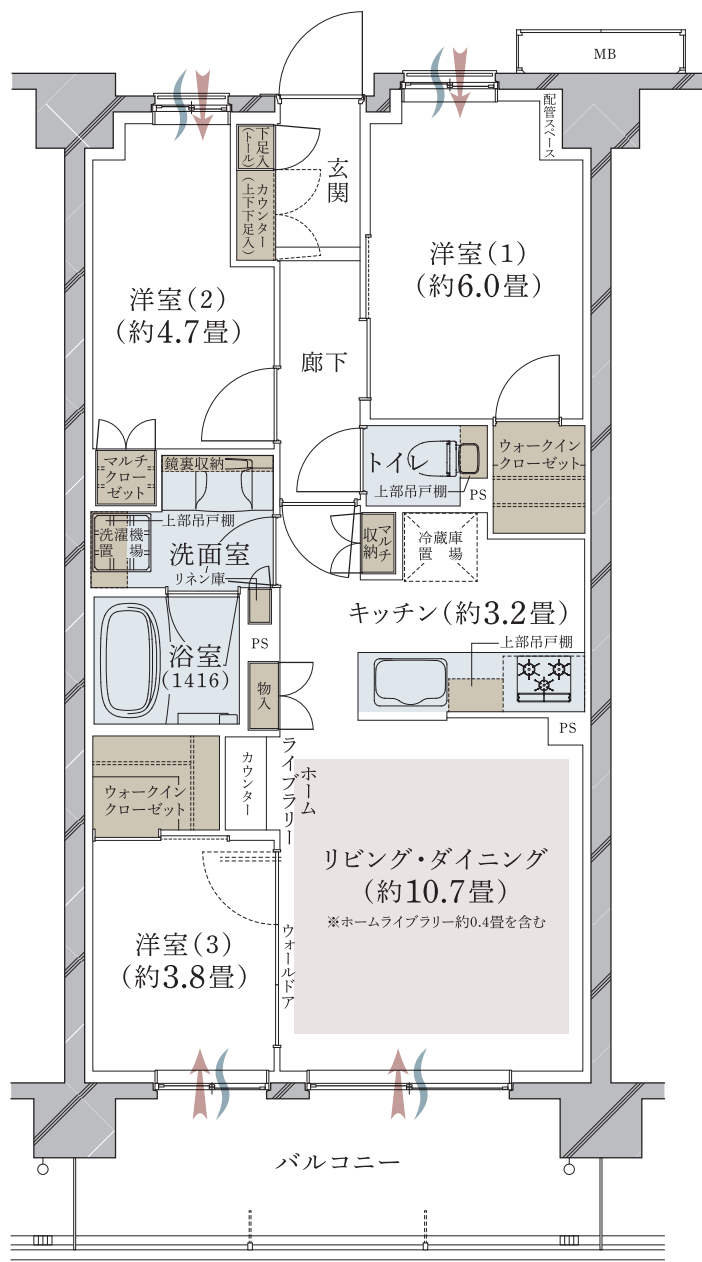 MB
配管スペース
下足入
(トール)
カウンター
(上下下足入)
玄関
洋室(1)
(約6.0畳)
洋室(2)
(約4.7畳)
廊下
トイレ
上部吊戸棚
PS
ウォークイン
クローゼット
マルチ
クロー
ゼット
鏡裏収納
上部吊戸棚
洗濯機
置場
洗面室
リネン庫
マルチ
収納
冷蔵庫
置場
キッチン(約3.2畳)
上部吊戸棚
浴室
(1416)
PS
物入
PS
ウォークイン
クローゼット
カウンター
ホーム
ライブラリー
リビング・ダイニング
(約10.7畳)
※ホームライブラリー約0.4畳を含む
洋室(3)
(約3.8畳)
ウォールドア
バルコニー